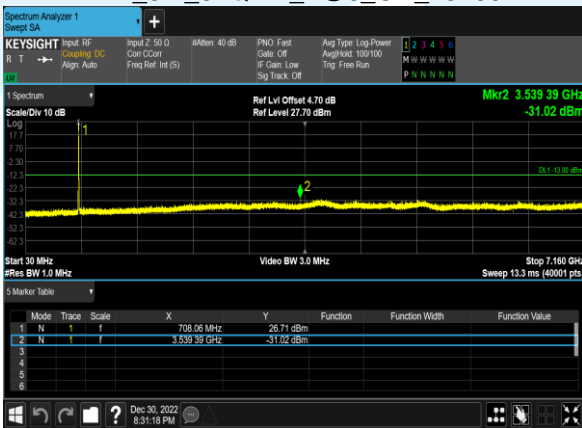 Spectrum Analyzer 1
Swept SA
KEYSIGHT
R T
LW
Input: RF
Coupling: DC
Align: Auto
Input Z: 50 Ω
Corr CCorr
Freq Ref: Int (S)
#Atten: 40 dB
PNO: Fast
Gate: Off
IF Gain: Low
Sig Track: Off
Avg Type: Log-Power
Avg|Hold: 100/100
Trig: Free Run
1 2 3 4 5 6
M W W W W W
P N N N N N
1 Spectrum
Scale/Div 10 dB
Ref Lvl Offset 4.70 dB
Ref Level 27.70 dBm
Mkr2 3.539 39 GHz
-31.02 dBm
Log
17.7
7.70
-2.30
-12.3
-22.3
-32.3
-42.3
-52.3
-62.3
1
2
DL1 -13.00 dBm
Start 30 MHz
#Res BW 1.0 MHz
Video BW 3.0 MHz
Stop 7.160 GHz
Sweep 13.3 ms (40001 pts)
5 Marker Table
Mode Trace Scale X Y Function Function Width Function Value
1 N 1 f 708.06 MHz 26.71 dBm
2 N 1 f 3.539 39 GHz -31.02 dBm
3
4
5
6
?
Dec 30, 2022
8:31:18 PM